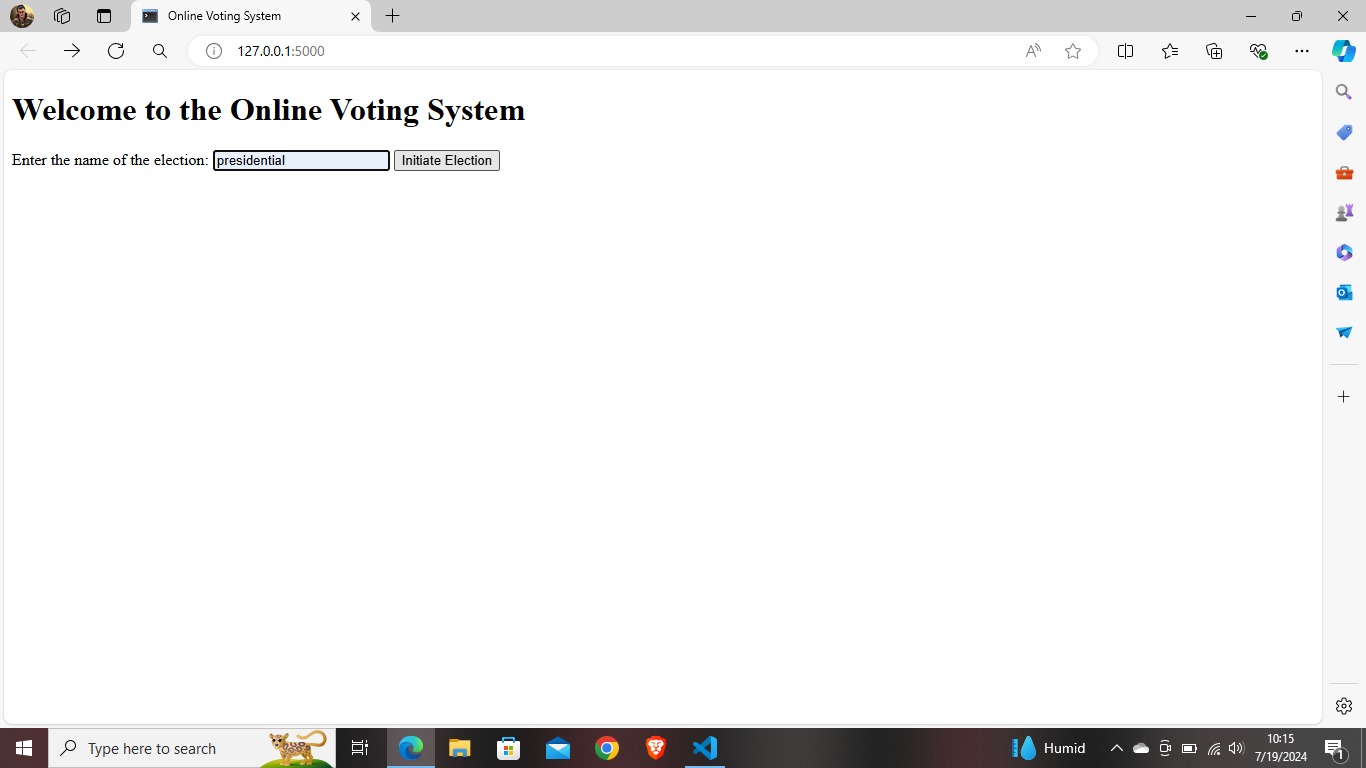 Online Voting System
127.0.0.1:5000
Welcome to the Online Voting System
Enter the name of the election: presidential Initiate Election
Type here to search
Humid
10:15
7/19/2024
1